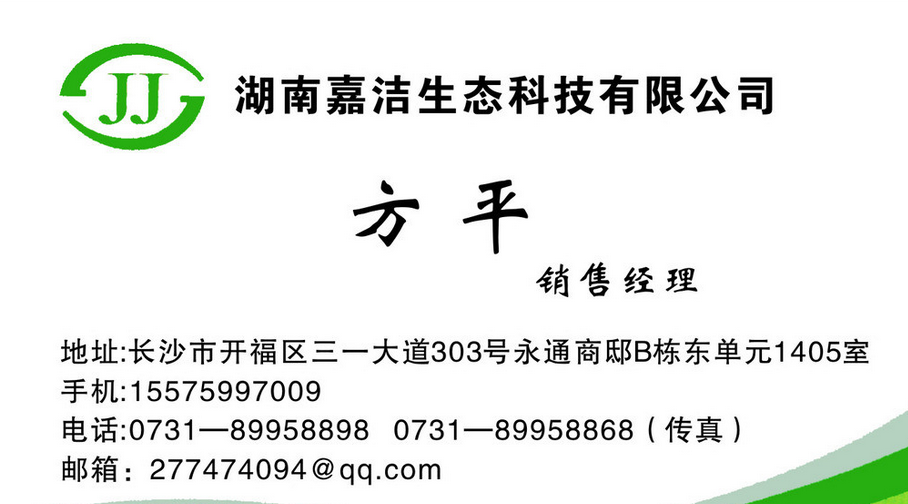 JJ
湖南嘉洁生态科技有限公司
方 平
销售经理
地址:长沙市开福区三一大道303号永通商邸B栋东单元1405室
手机:15575997009
电话:0731—89958898 0731—89958868（传真）
邮箱：277474094@qq.com